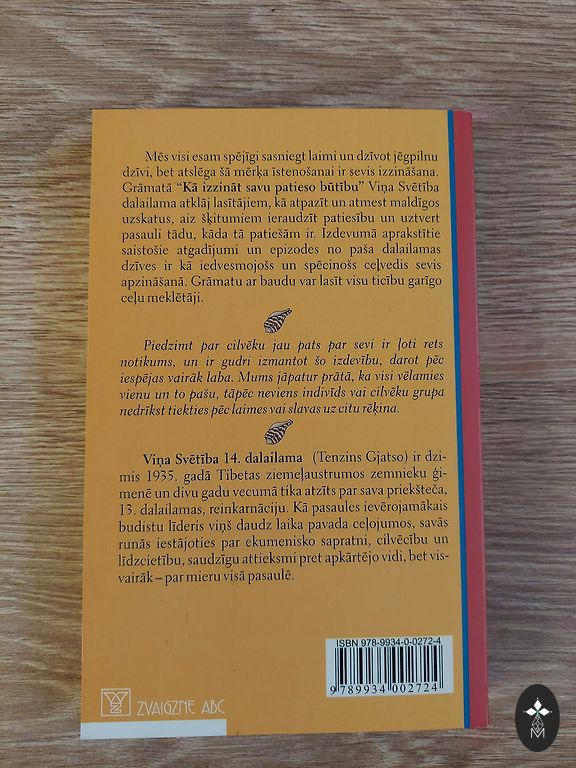 Mēs visi esam spējīgi sasniegt laimi un dzīvot jēgpilnu
dzīvi, bet atslēga šā mērķa īstenošanai ir sevis izzināšana.
Grāmatā “Kā izzināt savu patieso būtību” Viņa Svētība
dalailama atklāj lasītājiem, kā atpazīt un atmest maldīgos
uzskatus, aiz šķitumiem ieraudzīt patiesību un uztvert
pasauli tādu, kāda tā patiešām ir. Izdevumā aprakstītie
saistošie atgadījumi un epizodes no paša dalailamas
dzīves ir kā iedvesmojošs un spēcinošs ceļvedis sevis
apzināšanā. Grāmatu ar baudu var lasīt visu ticību garīgo
ceļu meklētāji.
Piedzimt par cilvēku jau pats par sevi ir ļoti rets
notikums, un ir gudri izmantot šo izdevību, darot pēc
iespējas vairāk laba. Mums jāpatur prātā, ka visi vēlamies
vienu un to pašu, tāpēc neviens indivīds vai cilvēku grupa
nedrīkst tiekties pēc laimes vai slavas uz citu rēķina.
Viņa Svētība 14. dalailama (Tenzins Gjatso) ir dzi-
mis 1935. gadā Tibetas ziemeļaustrumos zemnieku ģi-
menē un divu gadu vecumā tika atzīts par sava priekšteča,
13. dalailamas, reinkarnāciju. Kā pasaules ievērojamākais
budistu līderis viņš daudz laika pavada ceļojumos, savās
runās iestājoties par ekumenisko sapratni, cilvēcību un
līdzcietību, saudzīgu attieksmi pret apkārtējo vidi, bet vis-
vairāk – par mieru visā pasaulē.
ISBN 978-9934-0-0272-4
9 789934 002724
ZVAIGZNE ABC
M